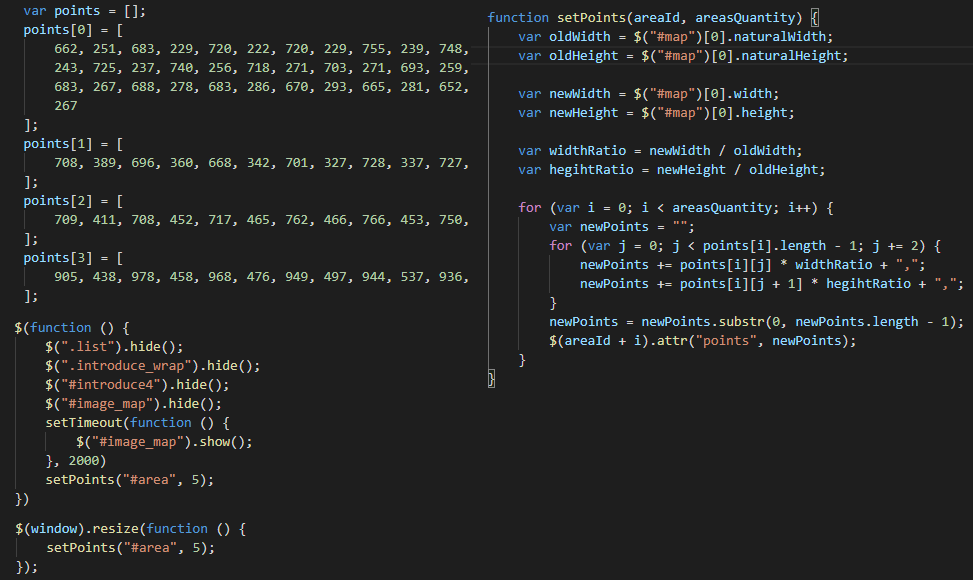 var points = [];
points[0] = [
662, 251, 683, 229, 720, 222, 720, 229, 755, 239, 748,
243, 725, 237, 740, 256, 718, 271, 703, 271, 693, 259,
683, 267, 688, 278, 683, 286, 670, 293, 665, 281, 652,
267
];
points[1] = [
708, 389, 696, 360, 668, 342, 701, 327, 728, 337, 727,
];
points[2] = [
709, 411, 708, 452, 717, 465, 762, 466, 766, 453, 750,
];
points[3] = [
905, 438, 978, 458, 968, 476, 949, 497, 944, 537, 936,
];
$(function () {
$(".list").hide();
$(".introduce_wrap").hide();
$("#introduce4").hide();
$("#image_map").hide();
setTimeout(function () {
$("#image_map").show();
}, 2000)
setPoints("#area", 5);
})
$(window).resize(function () {
setPoints("#area", 5);
});
function setPoints(areaId, areasQuantity) {
var oldWidth = $("#map")[0].naturalWidth;
var oldHeight = $("#map")[0].naturalHeight;
var newWidth = $("#map")[0].width;
var newHeight = $("#map")[0].height;
var widthRatio = newWidth / oldWidth;
var hegihtRatio = newHeight / oldHeight;
for (var i = 0; i < areasQuantity; i++) {
var newPoints = "";
for (var j = 0; j < points[i].length - 1; j += 2) {
newPoints += points[i][j] * widthRatio + ",";
newPoints += points[i][j + 1] * hegihtRatio + ",";
}
newPoints = newPoints.substr(0, newPoints.length - 1);
$(areaId + i).attr("points", newPoints);
}
}